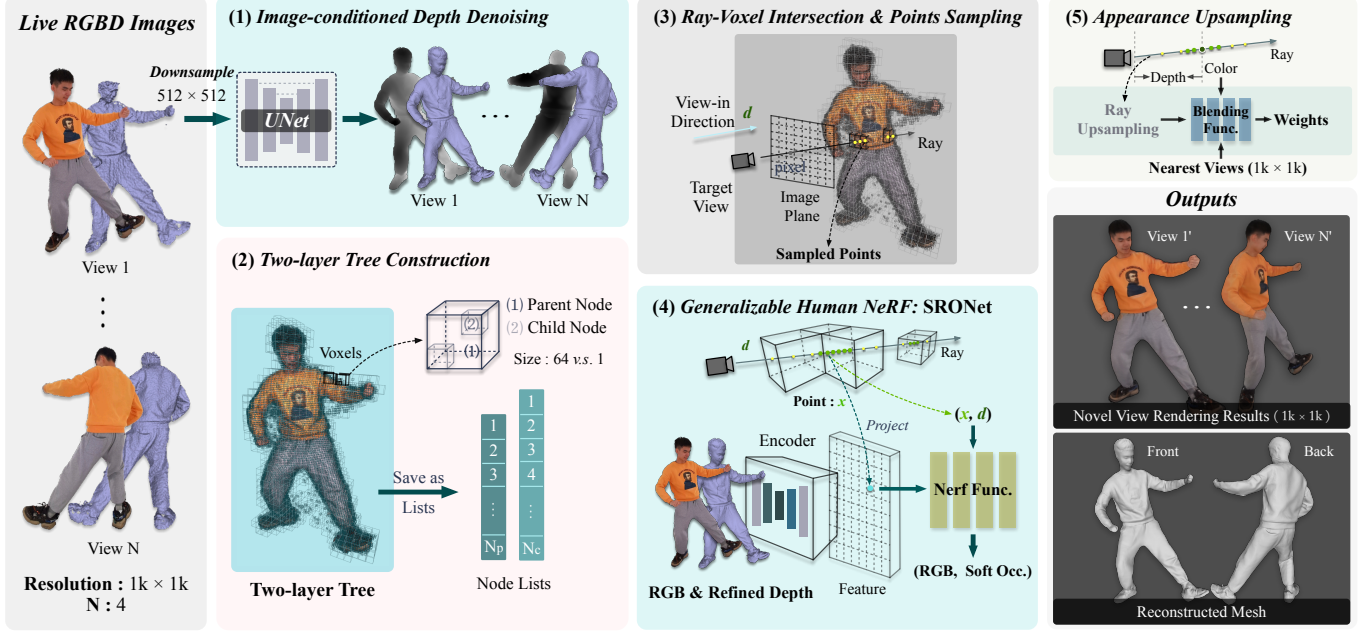 Live RGBD Images
View 1
View N
Resolution : 1k × 1k
N : 4
(1) Image-conditioned Depth Denoising
Downsample
512 × 512
UNet
View 1
View N
(2) Two-layer Tree Construction
Voxels
(1) Parent Node
(2) Child Node
Size : 64 v.s. 1
(2)
(1)
Save as
Lists
1
2
3
Np
1
2
3
4
Nc
Two-layer Tree
Node Lists
(3) Ray-Voxel Intersection & Points Sampling
View-in
Direction
d
Ray
pixel
Target
View
Image
Plane
Sampled Points
(4) Generalizable Human NeRF: SRONet
d
Ray
Point : x
(x, d)
Project
Encoder
Nerf Func.
(RGB, Soft Occ.)
RGB & Refined Depth
Feature
(5) Appearance Upsampling
Ray
Depth
Color
Ray
Upsampling
Blending
Func.
Weights
Nearest Views (1k × 1k)
Outputs
View 1'
View N'
Novel View Rendering Results ( 1k × 1k )
Front
Back
Reconstructed Mesh